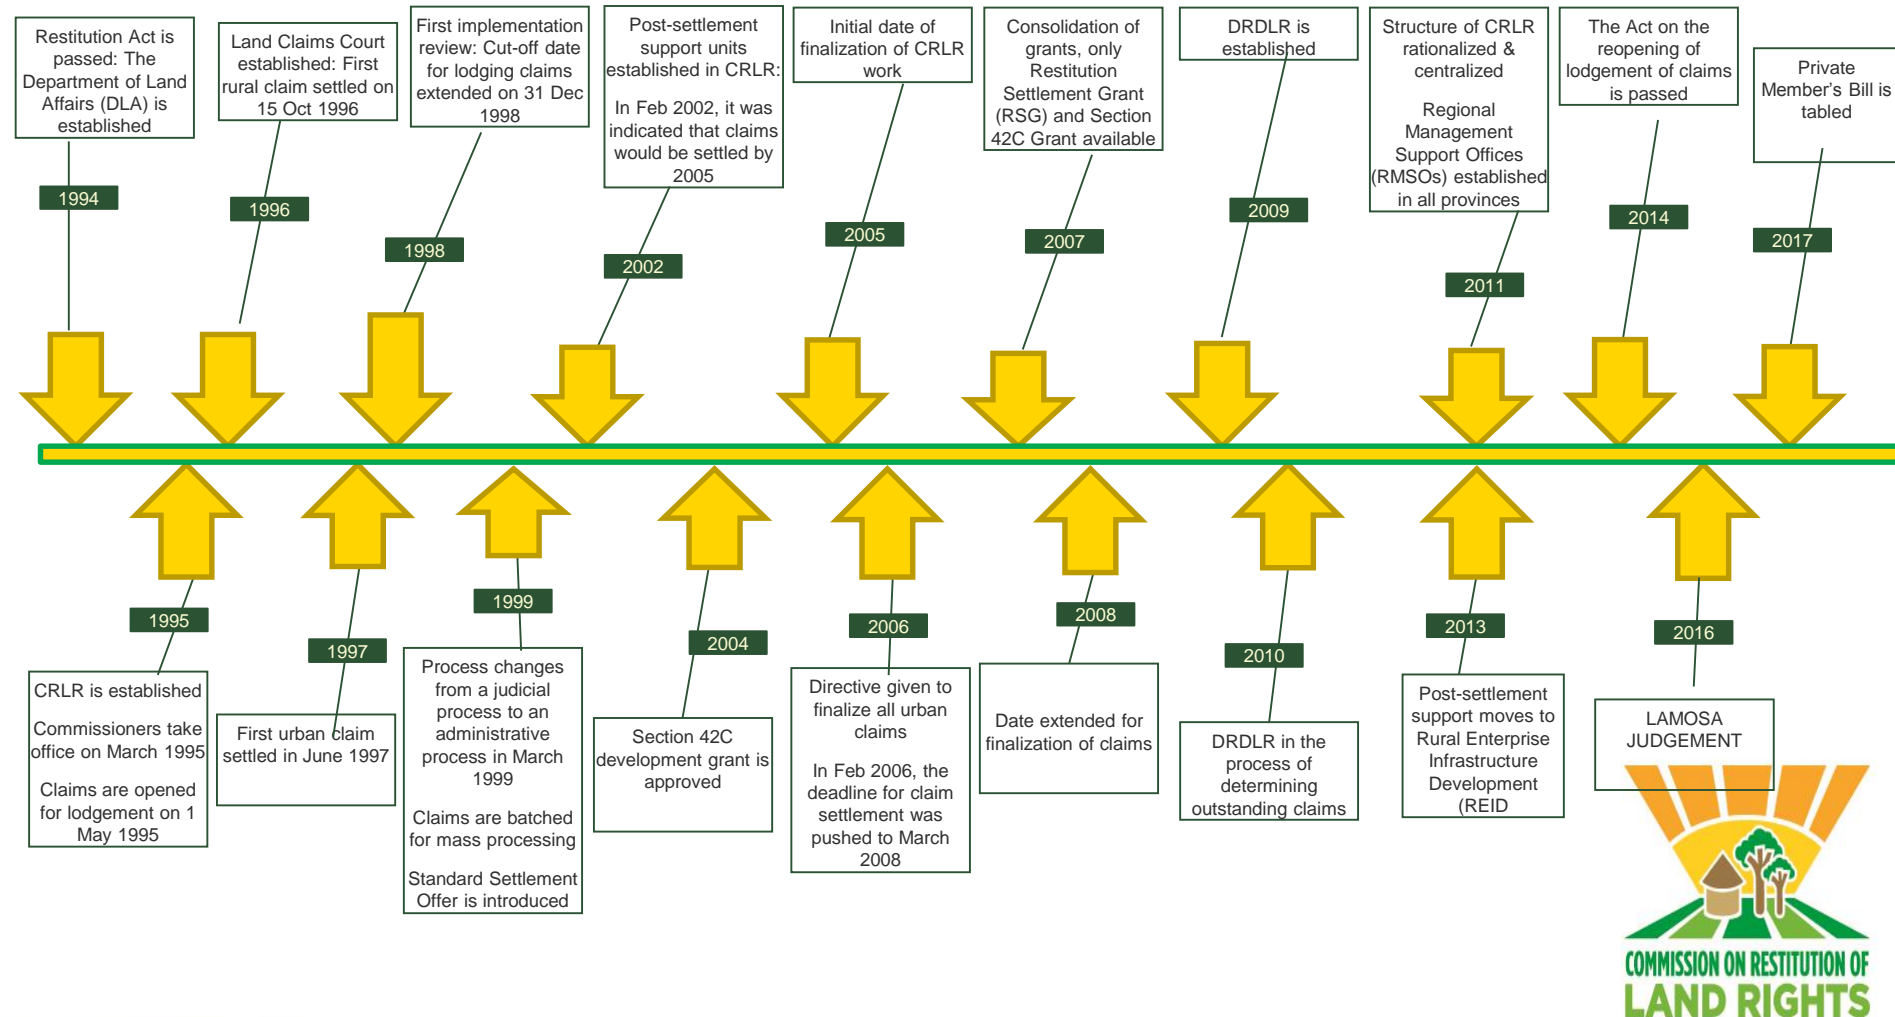 Restitution Act is
passed: The
Department of Land
Affairs (DLA) is
established
1994
Land Claims Court
established: First
rural claim settled on
15 Oct 1996
1996
First implementation
review: Cut-off date
for lodging claims
extended on 31 Dec
1998
1998
Post-settlement
support units
established in CRLR:
In Feb 2002, it was
indicated that claims
would be settled by
2005
2002
Initial date of
finalization of CRLR
work
2005
Consolidation of
grants, only
Restitution
Settlement Grant
(RSG) and Section
42C Grant available
2007
DRDLR is
established
2009
Structure of CRLR
rationalized &
centralized
Regional
Management
Support Offices
(RMSOs) established
in all provinces
2011
The Act on the
reopening of
lodgement of claims
is passed
2014
Private
Member's Bill is
tabled
2017
1995
CRLR is established
Commissioners take
office on March 1995
Claims are opened
for lodgement on 1
May 1995
1997
First urban claim
settled in June 1997
1999
Process changes
from a judicial
process to an
administrative
process in March
1999
Claims are batched
for mass processing
Standard Settlement
Offer is introduced
2004
Section 42C
development grant is
approved
2006
Directive given to
finalize all urban
claims
In Feb 2006, the
deadline for claim
settlement was
pushed to March
2008
2008
Date extended for
finalization of claims
2010
DRDLR in the
process of
determining
outstanding claims
2013
Post-settlement
support moves to
Rural Enterprise
Infrastructure
Development
(REID
2016
LAMOSA
JUDGEMENT
COMMISSION ON RESTITUTION OF
LAND RIGHTS